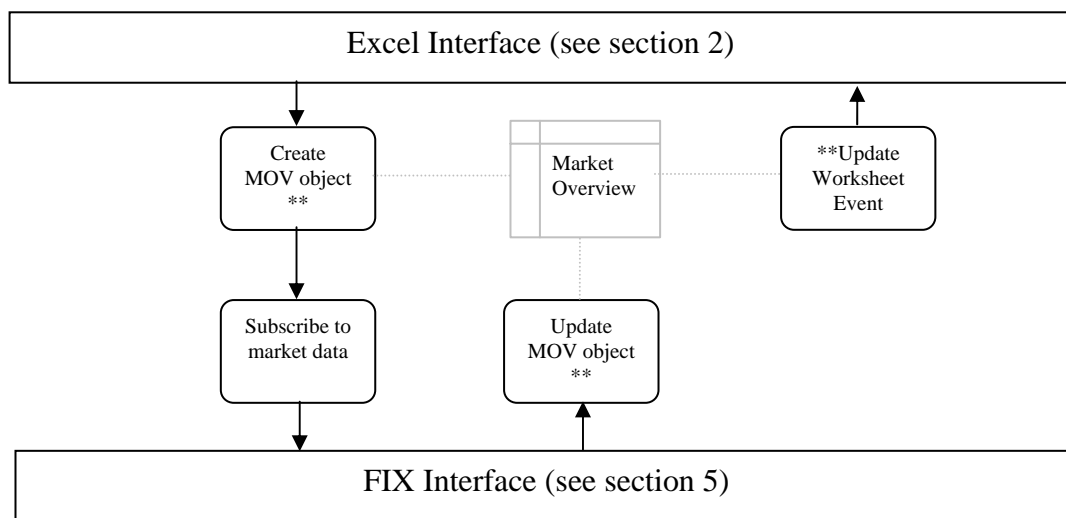 Excel Interface (see section 2)
Create
MOV object
**
Market
Overview
**Update
Worksheet
Event
Subscribe to
market data
Update
MOV object
**
FIX Interface (see section 5)